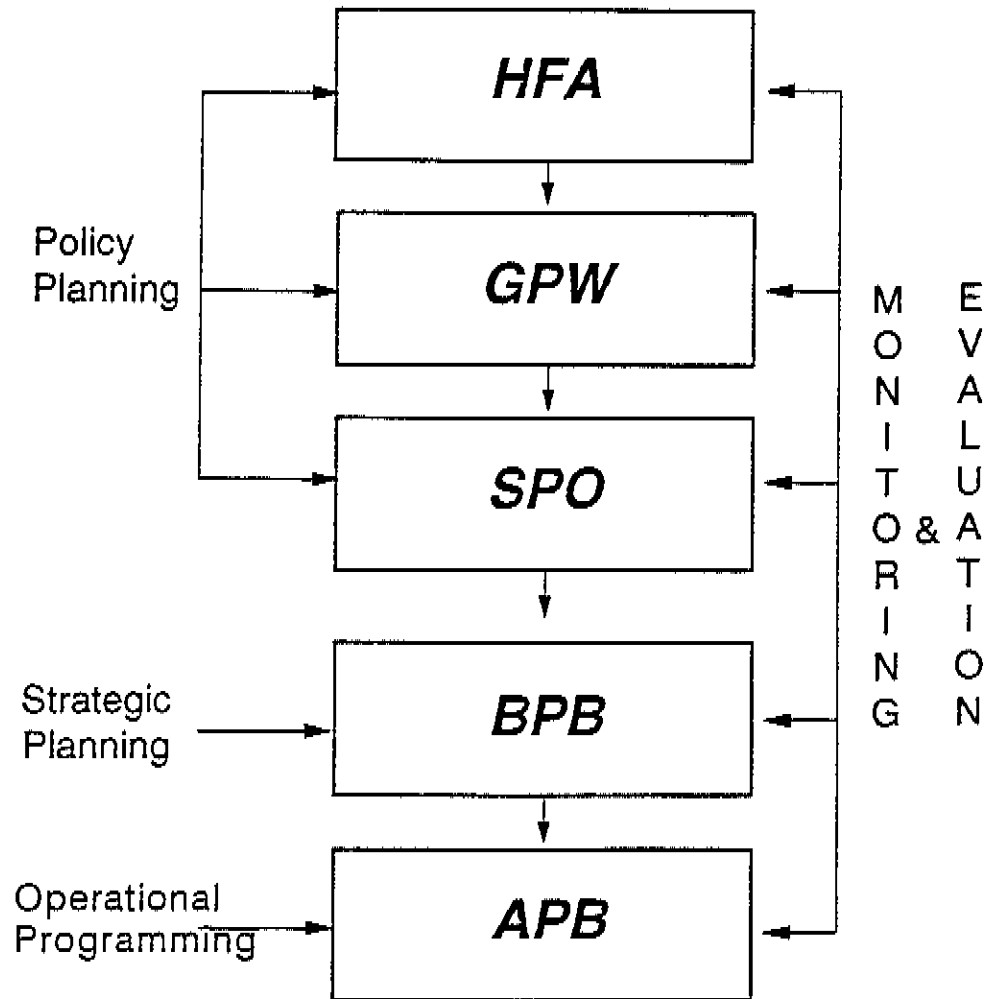 HFA
Policy
Planning
GPW
SPO
Strategic
Planning
BPB
Operational
Programming
APB
MONITORING
&
EVALUATION